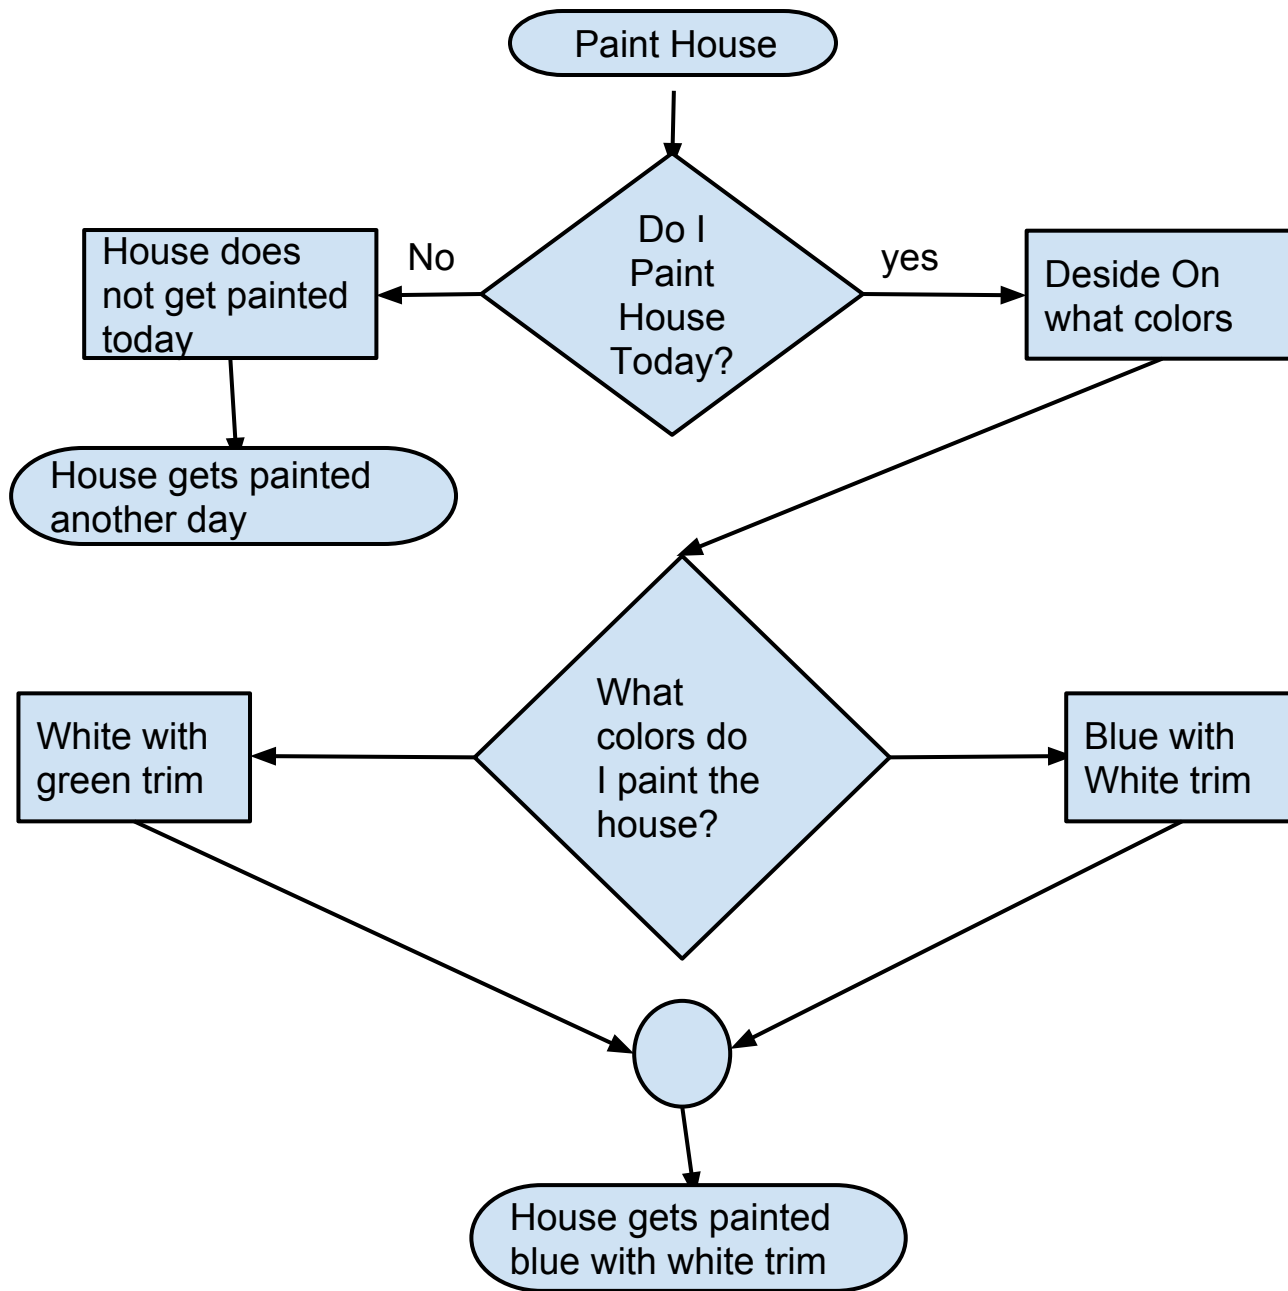 Paint House
Do I
Paint
House
Today?
No
yes
House does
not get painted
today
Deside On
what colors
House gets painted
another day
What
colors do
I paint the
house?
White with
green trim
Blue with
White trim
House gets painted
blue with white trim